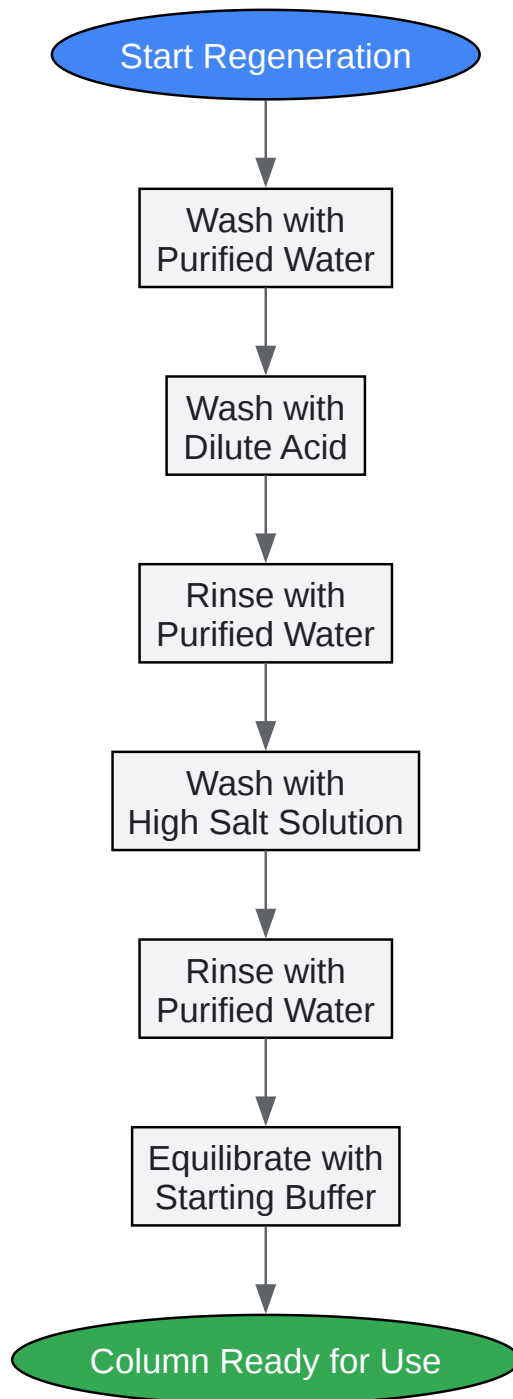 Start Regeneration
Wash with
Purified Water
Wash with
Dilute Acid
Rinse with
Purified Water
Wash with
High Salt Solution
Rinse with
Purified Water
Equilibrate with
Starting Buffer
Column Ready for Use